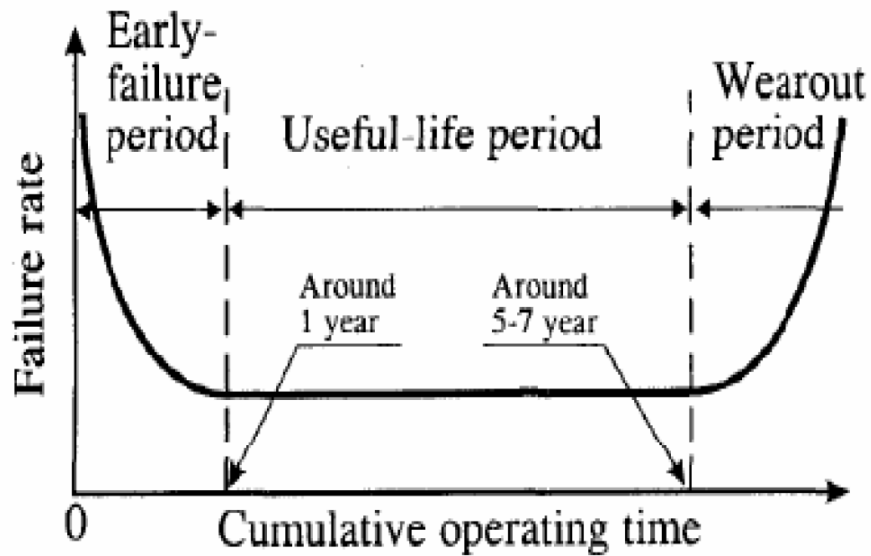 Early-
failure
period
Useful-life period
Wearout
period
Failure rate
Around
1 year
Around
5-7 year
0
Cumulative operating time